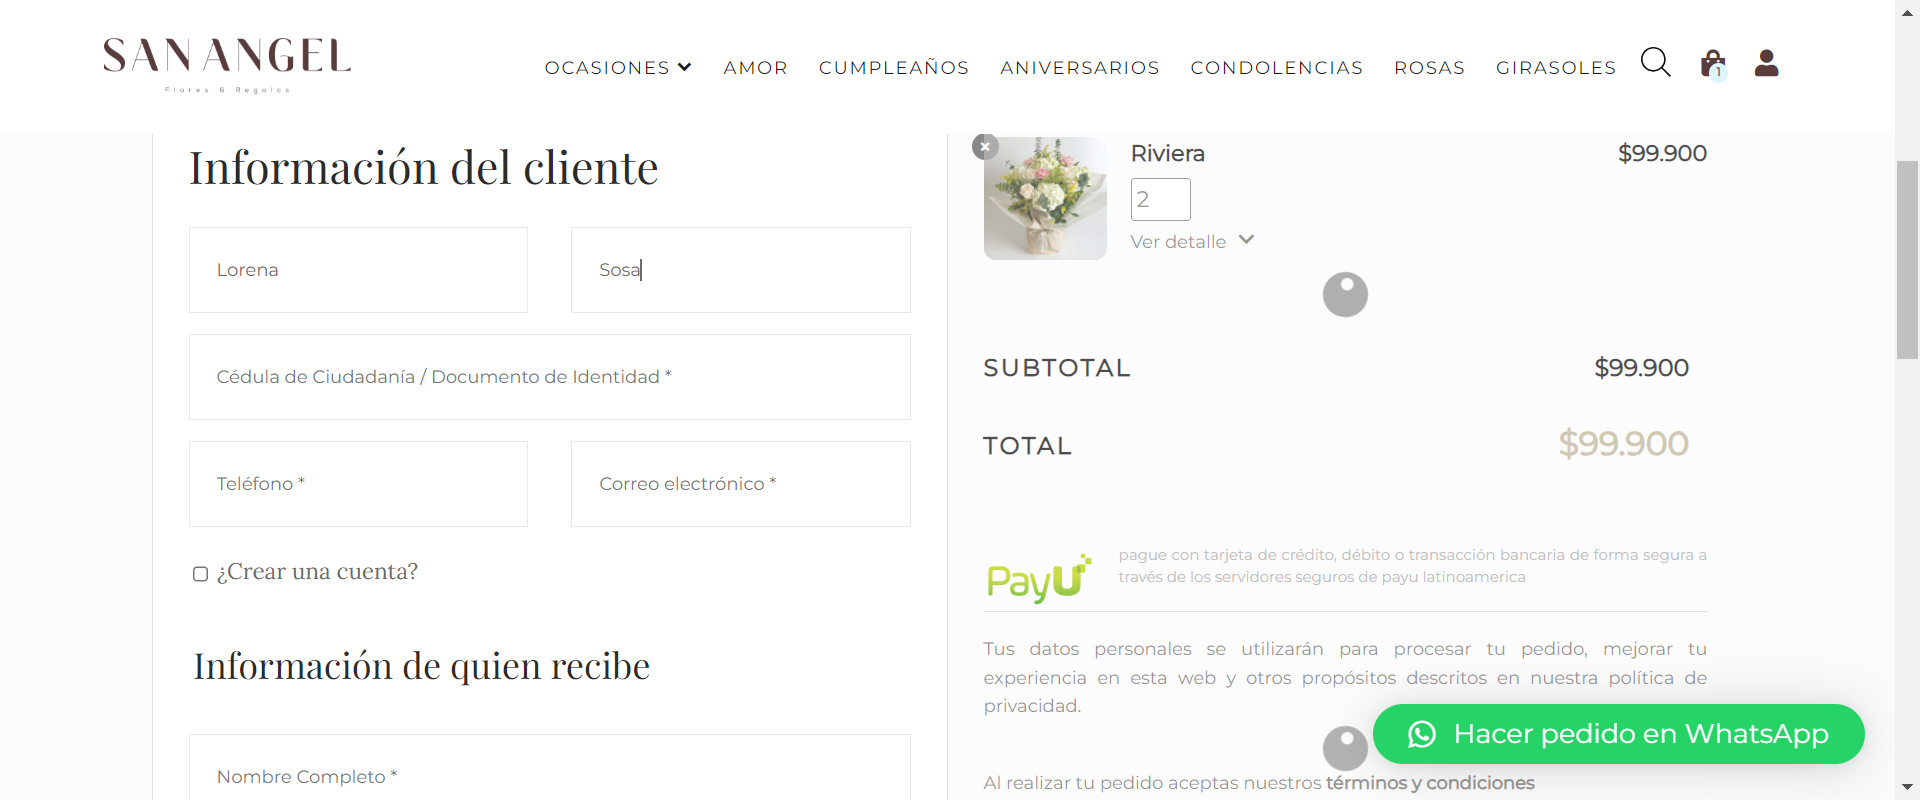 SAN ANGEL
Flores & Regalos
OCASIONES
AMOR
CUMPLEAÑOS
ANIVERSARIOS
CONDOLENCIAS
ROSAS
GIRASOLES
1
Información del cliente
Lorena
Sosa
Cédula de Ciudadanía / Documento de Identidad *
Teléfono *
Correo electrónico *
¿Crear una cuenta?
Información de quien recibe
Nombre Completo *
Riviera
$99.900
2
Ver detalle
SUBTOTAL
$99.900
TOTAL
$99.900
PayU
pague con tarjeta de crédito, débito o transacción bancaria de forma segura a
través de los servidores seguros de payu latinoamerica
Tus datos personales se utilizarán para procesar tu pedido, mejorar tu
experiencia en esta web y otros propósitos descritos en nuestra política de
privacidad.
Hacer pedido en WhatsApp
Al realizar tu pedido aceptas nuestros términos y condiciones